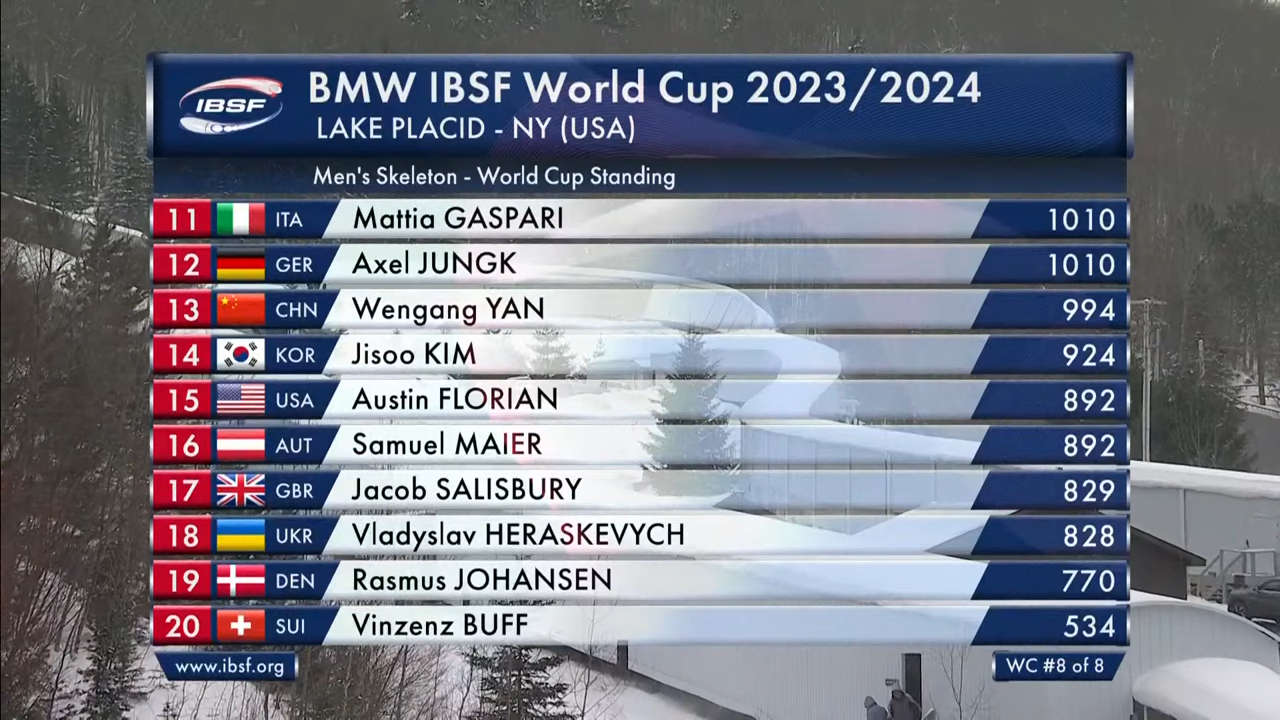 IBSF
BMW IBSF World Cup 2023/2024
LAKE PLACID - NY (USA)
Men's Skeleton - World Cup Standing
11 ITA Mattia GASPARI 1010
12 GER Axel JUNGK 1010
13 CHN Wengang YAN 994
14 KOR Jisoo KIM 924
15 USA Austin FLORIAN 892
16 AUT Samuel MAIER 892
17 GBR Jacob SALISBURY 829
18 UKR Vladyslav HERASKEVYCH 828
19 DEN Rasmus JOHANSEN 770
20 SUI Vinzenz BUFF 534
www.ibsf.org WC #8 of 8